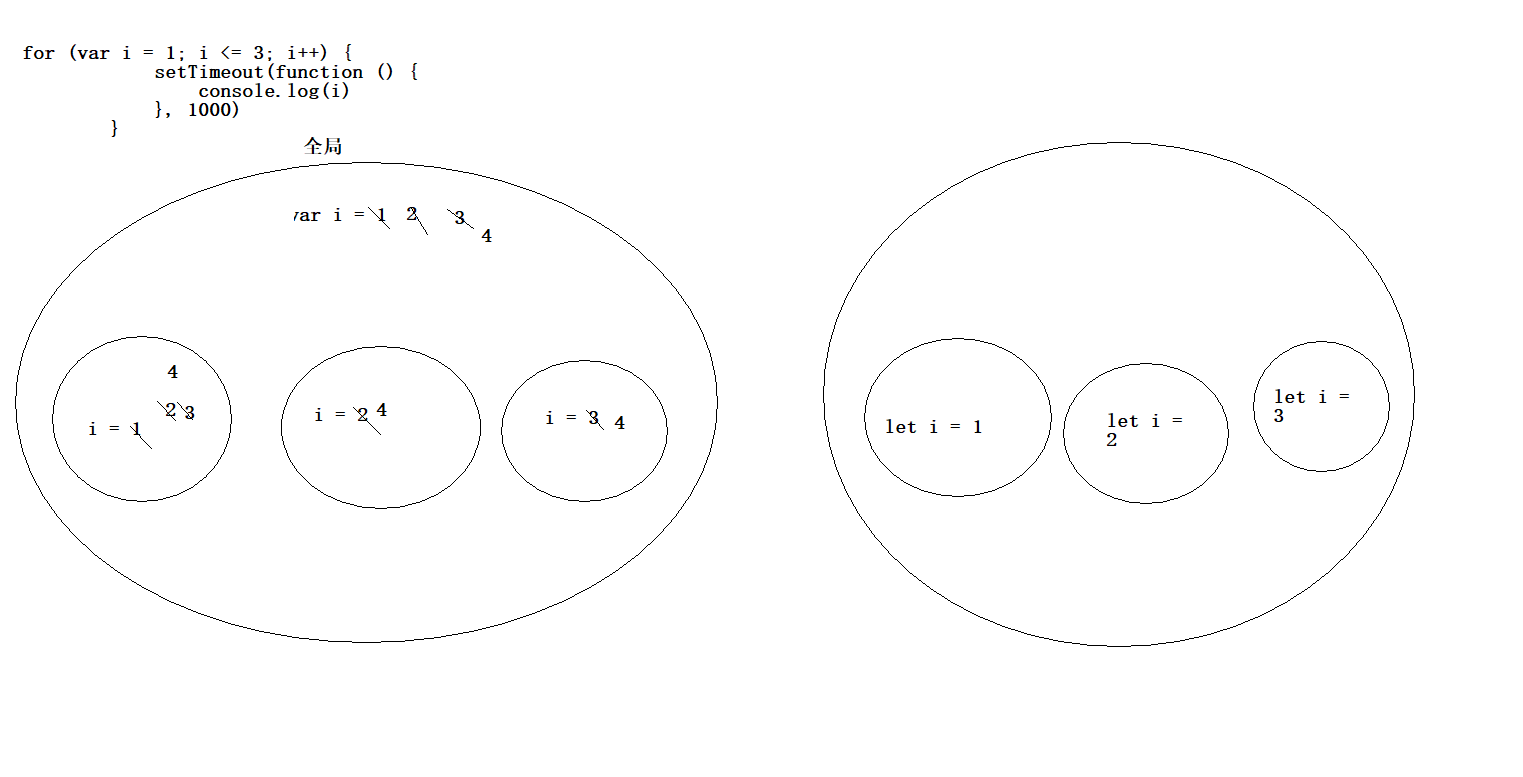 for (var i = 1; i <= 3; i++) {
setTimeout(function () {
console.log(i)
}, 1000)
}
全局
var i = 1 2 3
4
4
2 3
i = 1
i = 2 4
i = 3 4
let i = 1
let i =
2
let i =
3